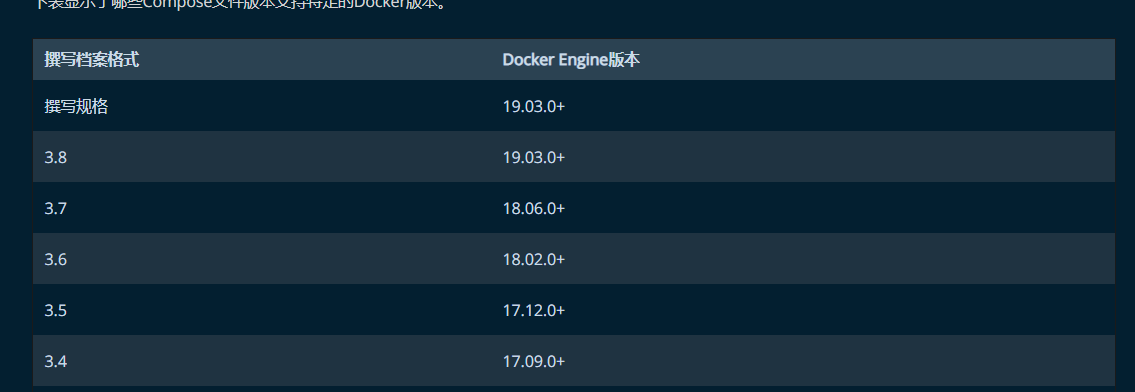 下表显示了哪些Compose文件版本支持特定的Docker版本。
撰写档案格式 Docker Engine版本
撰写规格 19.03.0+
3.8 19.03.0+
3.7 18.06.0+
3.6 18.02.0+
3.5 17.12.0+
3.4 17.09.0+